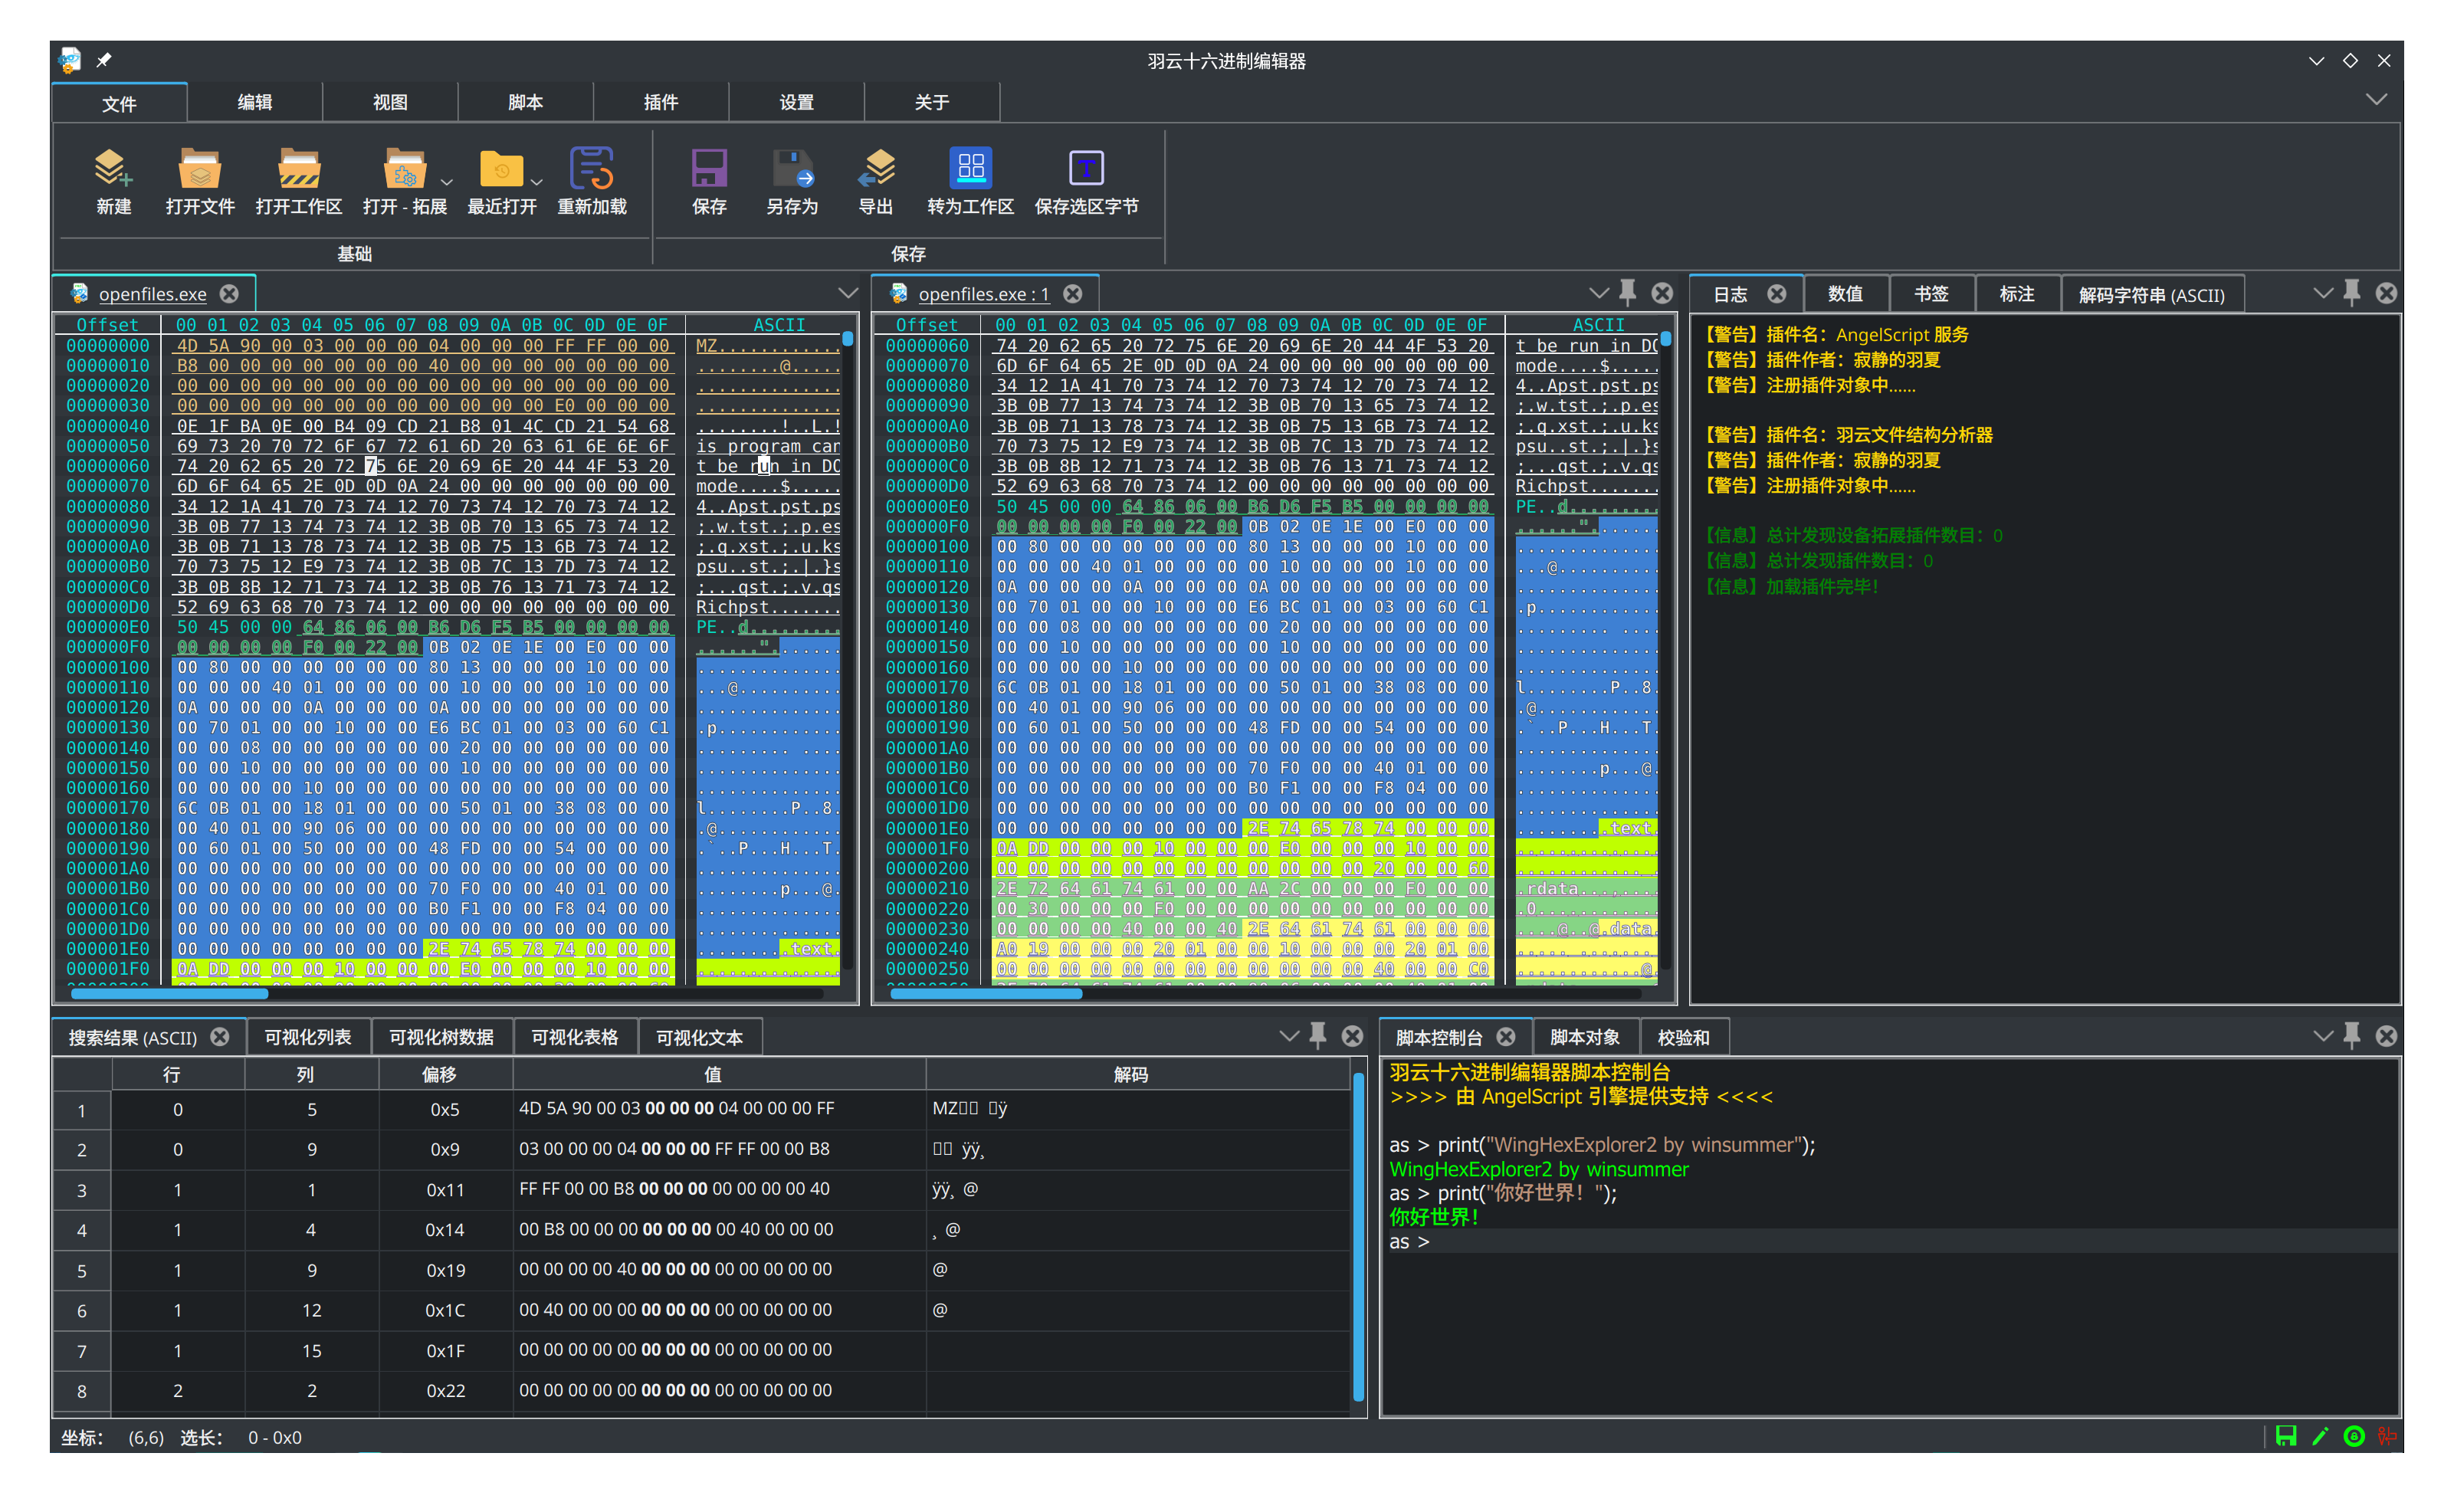 羽云十六进制编辑器
文件 编辑 视图 脚本 插件 设置 关于
新建 打开文件 打开工作区 打开 - 拓展 最近打开 重新加载 保存 另存为 导出 转为工作区 保存选区字节
基础 保存
openfiles.exe
Offset 00 01 02 03 04 05 06 07 08 09 0A 0B 0C 0D 0E 0F ASCII
00000000 4D 5A 90 00 03 00 00 00 04 00 00 00 FF FF 00 00 MZ..............
00000010 B8 00 00 00 00 00 00 00 40 00 00 00 00 00 00 00 ........@.....
00000020 00 00 00 00 00 00 00 00 00 00 00 00 00 00 00 00 ..............
00000030 00 00 00 00 00 00 00 00 00 00 00 00 E0 00 00 00 ..............
00000040 0E 1F BA 0E 00 B4 09 CD 21 B8 01 4C CD 21 54 68 ........!..L.!
00000050 69 73 20 70 72 6F 67 72 61 6D 20 63 61 6E 6E 6F is program can
00000060 74 20 62 65 20 72 75 6E 20 69 6E 20 44 4F 53 20 t be run in DO
00000070 6D 6F 64 65 2E 0D 0D 0A 24 00 00 00 00 00 00 00 mode....$.....
00000080 34 12 1A 41 70 73 74 12 70 73 74 12 70 73 74 12 4..Apst.pst.ps
00000090 3B 0B 77 13 74 73 74 12 3B 0B 70 13 65 73 74 12 ;.w.tst.;.p.es
000000A0 3B 0B 71 13 78 73 74 12 3B 0B 75 13 6B 73 74 12 ;.q.xst.;.u.ks
000000B0 70 73 75 12 E9 73 74 12 3B 0B 7C 13 7D 73 74 12 psu..st.;.|.}s
000000C0 3B 0B 8B 12 71 73 74 12 3B 0B 76 13 71 73 74 12 ;...qst.;.v.qs
000000D0 52 69 63 68 70 73 74 12 00 00 00 00 00 00 00 00 Richpst.......
000000E0 50 45 00 00 64 86 06 00 B6 D6 F5 B5 00 00 00 00 PE..d.........
000000F0 00 00 00 00 F0 00 22 00 0B 02 0E 1E 00 E0 00 00 ......".......
00000100 00 80 00 00 00 00 00 00 80 13 00 00 00 10 00 00 ..............
00000110 00 00 00 40 01 00 00 00 00 10 00 00 00 10 00 00 ...@..........
00000120 0A 00 00 00 0A 00 00 00 0A 00 00 00 00 00 00 00 ..............
00000130 00 70 01 00 00 10 00 00 E6 BC 01 00 03 00 60 C1 .p............
00000140 00 00 08 00 00 00 00 00 00 20 00 00 00 00 00 00 ......... ....
00000150 00 00 10 00 00 00 00 00 00 10 00 00 00 00 00 00 ..............
00000160 00 00 00 00 10 00 00 00 00 00 00 00 00 00 00 00 ..............
00000170 6C 0B 01 00 18 01 00 00 00 50 01 00 38 08 00 00 l........P..8.
00000180 00 40 01 00 90 06 00 00 00 00 00 00 00 00 00 00 .@............
00000190 00 60 01 00 50 00 00 00 48 FD 00 00 54 00 00 00 .`..P...H...T.
000001A0 00 00 00 00 00 00 00 00 00 00 00 00 00 00 00 00 ..............
000001B0 00 00 00 00 00 00 00 00 70 F0 00 00 40 01 00 00 ........p...@.
000001C0 00 00 00 00 00 00 00 00 B0 F1 00 00 F8 04 00 00 ..............
000001D0 00 00 00 00 00 00 00 00 00 00 00 00 00 00 00 00 ..............
000001E0 00 00 00 00 00 00 00 00 2E 74 65 78 74 00 00 00 .........text.
000001F0 0A DD 00 00 00 10 00 00 00 E0 00 00 00 10 00 00 ..............
openfiles.exe : 1
Offset 00 01 02 03 04 05 06 07 08 09 0A 0B 0C 0D 0E 0F ASCII
00000060 74 20 62 65 20 72 75 6E 20 69 6E 20 44 4F 53 20 t be run in DO
00000070 6D 6F 64 65 2E 0D 0D 0A 24 00 00 00 00 00 00 00 mode....$.....
00000080 34 12 1A 41 70 73 74 12 70 73 74 12 70 73 74 12 4..Apst.pst.ps
00000090 3B 0B 77 13 74 73 74 12 3B 0B 70 13 65 73 74 12 ;.w.tst.;.p.es
000000A0 3B 0B 71 13 78 73 74 12 3B 0B 75 13 6B 73 74 12 ;.q.xst.;.u.ks
000000B0 70 73 75 12 E9 73 74 12 3B 0B 7C 13 7D 73 74 12 psu..st.;.|.}s
000000C0 3B 0B 8B 12 71 73 74 12 3B 0B 76 13 71 73 74 12 ;...qst.;.v.qs
000000D0 52 69 63 68 70 73 74 12 00 00 00 00 00 00 00 00 Richpst.......
000000E0 50 45 00 00 64 86 06 00 B6 D6 F5 B5 00 00 00 00 PE..d.........
000000F0 00 00 00 00 F0 00 22 00 0B 02 0E 1E 00 E0 00 00 ......".......
00000100 00 80 00 00 00 00 00 00 80 13 00 00 00 10 00 00 ..............
00000110 00 00 00 40 01 00 00 00 00 10 00 00 00 10 00 00 ...@..........
00000120 0A 00 00 00 0A 00 00 00 0A 00 00 00 00 00 00 00 ..............
00000130 00 70 01 00 00 10 00 00 E6 BC 01 00 03 00 60 C1 .p............
00000140 00 00 08 00 00 00 00 00 00 20 00 00 00 00 00 00 ......... ....
00000150 00 00 10 00 00 00 00 00 00 10 00 00 00 00 00 00 ..............
00000160 00 00 00 00 10 00 00 00 00 00 00 00 00 00 00 00 ..............
00000170 6C 0B 01 00 18 01 00 00 00 50 01 00 38 08 00 00 l........P..8.
00000180 00 40 01 00 90 06 00 00 00 00 00 00 00 00 00 00 .@............
00000190 00 60 01 00 50 00 00 00 48 FD 00 00 54 00 00 00 .`..P...H...T.
000001A0 00 00 00 00 00 00 00 00 00 00 00 00 00 00 00 00 ..............
000001B0 00 00 00 00 00 00 00 00 70 F0 00 00 40 01 00 00 ........p...@.
000001C0 00 00 00 00 00 00 00 00 B0 F1 00 00 F8 04 00 00 ..............
000001D0 00 00 00 00 00 00 00 00 00 00 00 00 00 00 00 00 ..............
000001E0 00 00 00 00 00 00 00 00 2E 74 65 78 74 00 00 00 .........text.
000001F0 0A DD 00 00 00 10 00 00 00 E0 00 00 00 10 00 00 ..............
00000200 00 00 00 00 00 00 00 00 00 00 00 00 20 00 00 60 ..............
00000210 2E 72 64 61 74 61 00 00 AA 2C 00 00 00 F0 00 00 .rdata...,....
00000220 00 30 00 00 00 F0 00 00 00 00 00 00 00 00 00 00 .0............
00000230 00 00 00 00 40 00 00 40 2E 64 61 74 61 00 00 00 ....@..@.data.
00000240 A0 19 00 00 00 20 01 00 00 10 00 00 00 20 01 00 ..... ....... 
00000250 00 00 00 00 00 00 00 00 00 00 00 00 40 00 00 C0 ............@.
日志 数值 书签 标注 解码字符串 (ASCII)
【警告】插件名：AngelScript 服务
【警告】插件作者：寂静的羽夏
【警告】注册插件对象中......
【警告】插件名：羽云文件结构分析器
【警告】插件作者：寂静的羽夏
【警告】注册插件对象中......
【信息】总计发现设备拓展插件数目：0
【信息】总计发现插件数目：0
【信息】加载插件完毕！
搜索结果 (ASCII) 可视化列表 可视化树数据 可视化表格 可视化文本
行 列 偏移 值 解码
1 0 5 0x5 4D 5A 90 00 03 00 00 00 04 00 00 00 FF MZ ÿ
2 0 9 0x9 03 00 00 00 04 00 00 00 FF FF 00 00 B8 ÿÿ¸
3 1 1 0x11 FF FF 00 00 B8 00 00 00 00 00 00 00 40 ÿÿ¸ @
4 1 4 0x14 00 B8 00 00 00 00 00 00 00 40 00 00 00 ¸ @
5 1 9 0x19 00 00 00 00 40 00 00 00 00 00 00 00 00 @
6 1 12 0x1C 00 40 00 00 00 00 00 00 00 00 00 00 00 @
7 1 15 0x1F 00 00 00 00 00 00 00 00 00 00 00 00 00
8 2 2 0x22 00 00 00 00 00 00 00 00 00 00 00 00 00
脚本控制台 脚本对象 校验和
羽云十六进制编辑器脚本控制台
>>>> 由 AngelScript 引擎提供支持 <<<<
as > print("WingHexExplorer2 by winsummer");
WingHexExplorer2 by winsummer
as > print("你好世界！");
你好世界！
as >
坐标： (6,6) 选长： 0 - 0x0